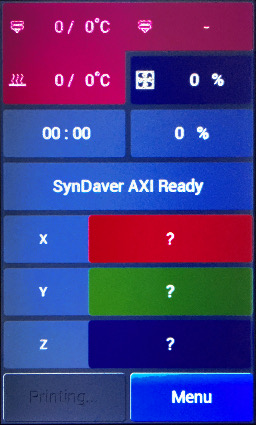 0 / 0°C -
0 / 0°C 0 %
00 : 00 0 %
SynDaver AXI Ready
X ?
Y ?
Z ?
Printing...
Menu